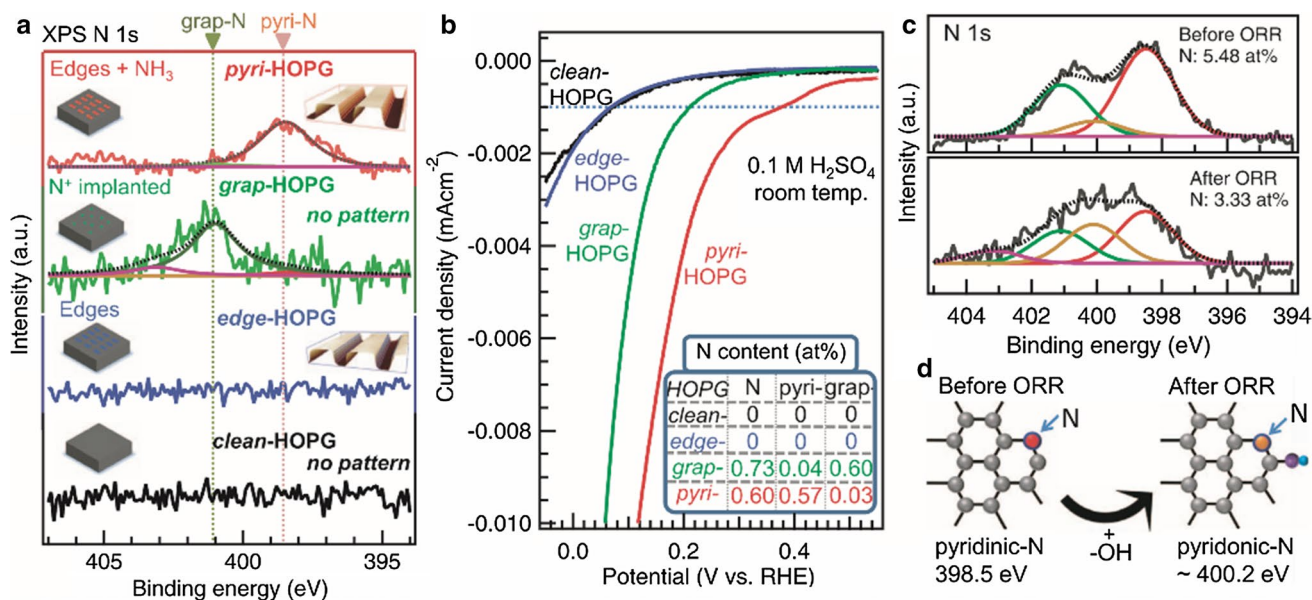 a
XPS N 1s
grap-N
pyri-N
Edges + NH₃
pyri-HOPG
N⁺ implanted
grap-HOPG
no pattern
Edges
edge-HOPG
clean-HOPG
no pattern
Intensity (a.u.)
405
400
395
Binding energy (eV)
b
0.000
-0.002
-0.004
-0.006
-0.008
-0.010
Current density (mAcm⁻²)
clean-
HOPG
edge-
HOPG
grap-
HOPG
pyri-
HOPG
0.1 M H₂SO₄
room temp.
N content (at%)
HOPG N pyri- grap-
clean- 0 0 0
edge- 0 0 0
grap- 0.73 0.04 0.60
pyri- 0.60 0.57 0.03
0.0 0.2 0.4
Potential (V vs. RHE)
c
N 1s
Before ORR
N: 5.48 at%
After ORR
N: 3.33 at%
Intensity (a.u.)
404 402 400 398 396 394
Binding energy (eV)
d
Before ORR
N
pyridinic-N
398.5 eV
+
-OH
After ORR
N
pyridonic-N
~ 400.2 eV